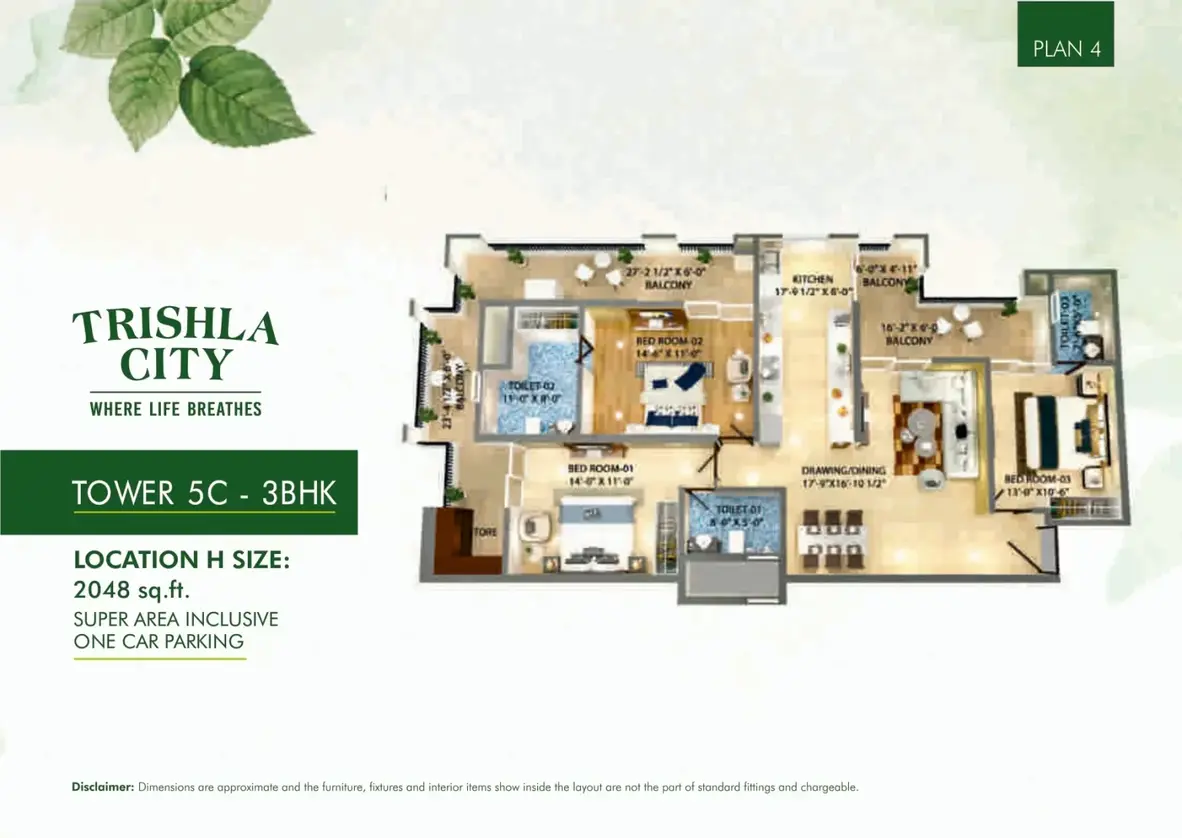 PLAN 4
TRISHLA
CITY
WHERE LIFE BREATHES
TOWER 5C - 3BHK
LOCATION H SIZE:
2048 sq.ft.
SUPER AREA INCLUSIVE
ONE CAR PARKING
27'-2 1/2" X 6'-0"
BALCONY
KITCHEN
17'-9 1/2" X 8'-0"
6'-0" X 4'-11"
BALCONY
16'-2" X 6'-0"
BALCONY
TOILET-03
BED ROOM-02
14'-6" X 11'-0"
23'-4 1/2" X 6'-0"
BALCONY
TOILET-02
11'-0" X 8'-0"
BED ROOM-01
14'-0" X 11'-0"
DRAWING/DINING
17'-9"X16'-10 1/2"
BED ROOM-03
13'-0" X10'-6"
TOILET-01
8'-0" X 5'-0"
TORE
Disclaimer: Dimensions are approximate and the furniture, fixtures and interior items show inside the layout are not the part of standard fittings and chargeable.